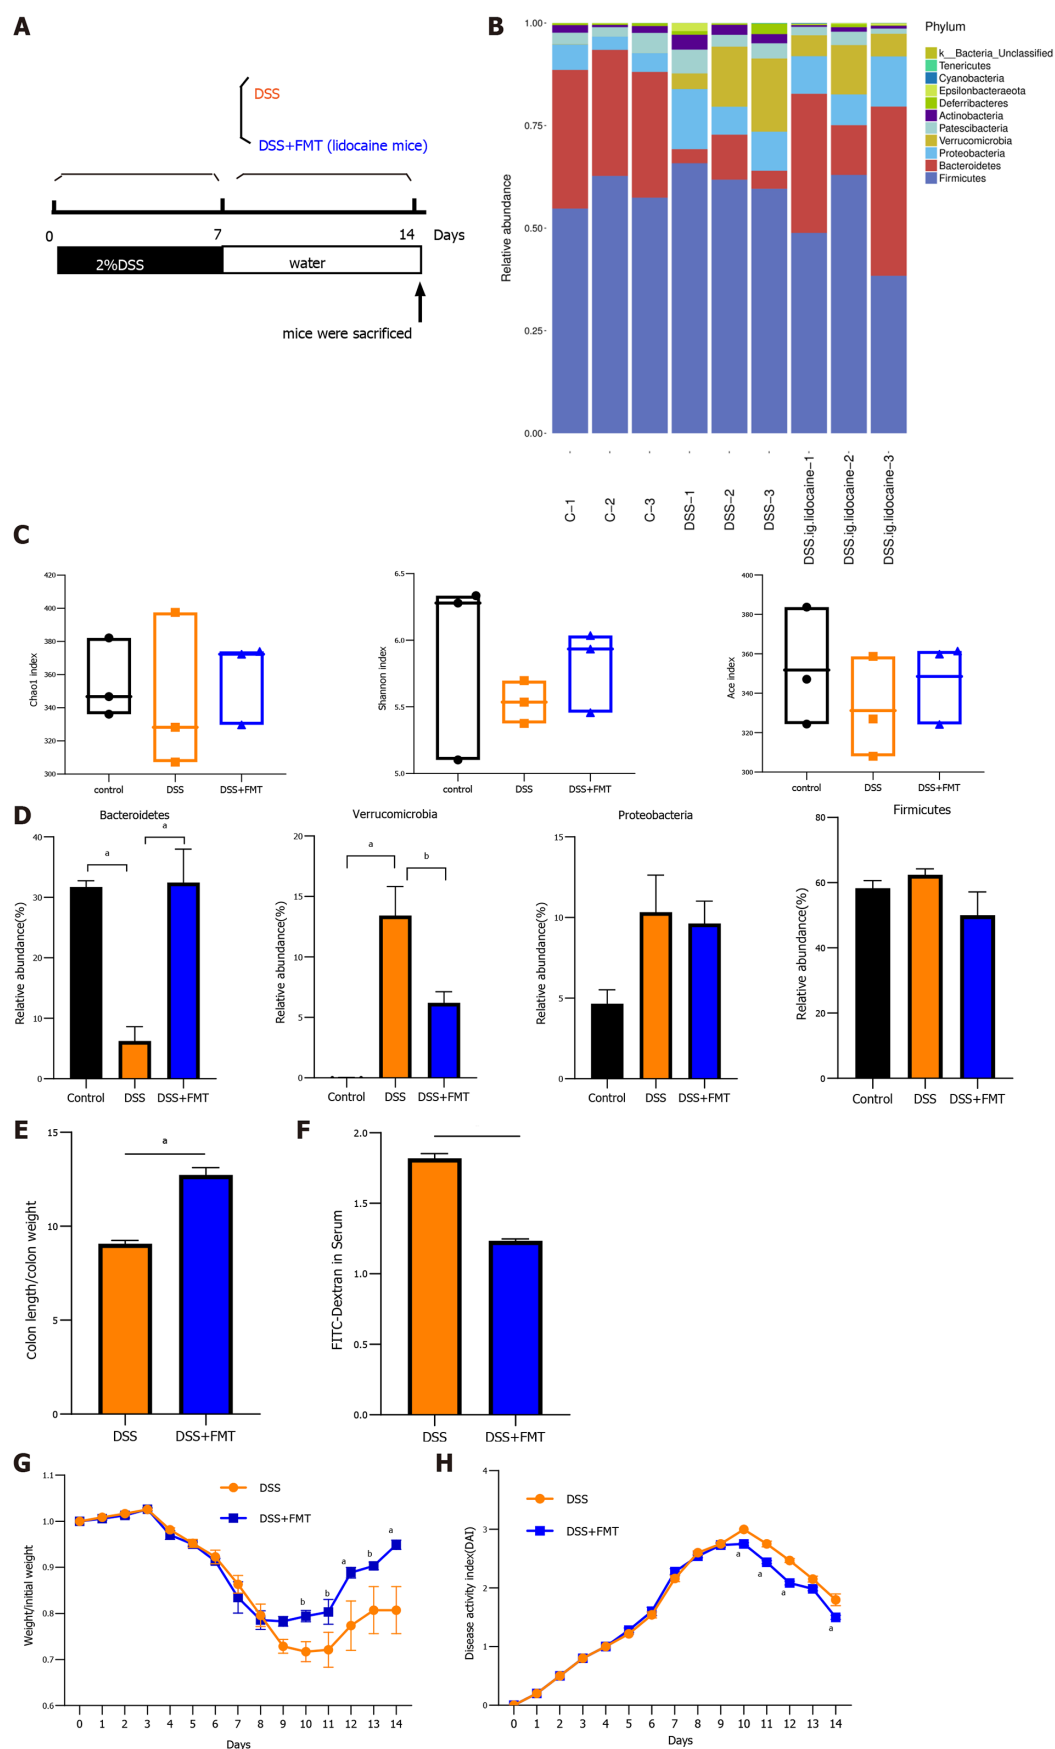 A
DSS
DSS+FMT (lidocaine mice)
0
7
14
Days
2%DSS
water
mice were sacrificed
B
Relative abundance
1.00
0.75
0.50
0.25
0.00
C-1
C-2
C-3
DSS-1
DSS-2
DSS-3
DSS.ig.lidocaine-1
DSS.ig.lidocaine-2
DSS.ig.lidocaine-3
Phylum
k__Bacteria_Unclassified
Tenericutes
Cyanobacteria
Epsilonbacteraeota
Deferribacteres
Actinobacteria
Patescibacteria
Verrucomicrobia
Proteobacteria
Bacteroidetes
Firmicutes
C
Chao1 index
420
400
380
360
340
320
300
control
DSS
DSS+FMT
Shannon index
6.5
6.0
5.5
5.0
control
DSS
DSS+FMT
Ace index
400
380
360
340
320
300
control
DSS
DSS+FMT
D
Bacteroidetes
Relative abundance(%)
40
30
20
10
0
a
a
Control
DSS
DSS+FMT
Verrucomicrobia
Relative abundance(%)
20
15
10
5
0
a
b
Control
DSS
DSS+FMT
Proteobacteria
Relative abundance(%)
15
10
5
0
Control
DSS
DSS+FMT
Firmicutes
Relative abundance(%)
80
60
40
20
0
Control
DSS
DSS+FMT
E
Colon length/colon weight
15
10
5
0
a
DSS
DSS+FMT
F
FITC-Dextran in Serum
2.0
1.5
1.0
0.5
0.0
DSS
DSS+FMT
G
Weight/initial weight
1.1
1.0
0.9
0.8
0.7
0.6
DSS
DSS+FMT
b
b
a
b
a
0 1 2 3 4 5 6 7 8 9 10 11 12 13 14
Days
H
Disease activity index(DAI)
4
3
2
1
0
DSS
DSS+FMT
a
a
a
a
0 1 2 3 4 5 6 7 8 9 10 11 12 13 14
Days